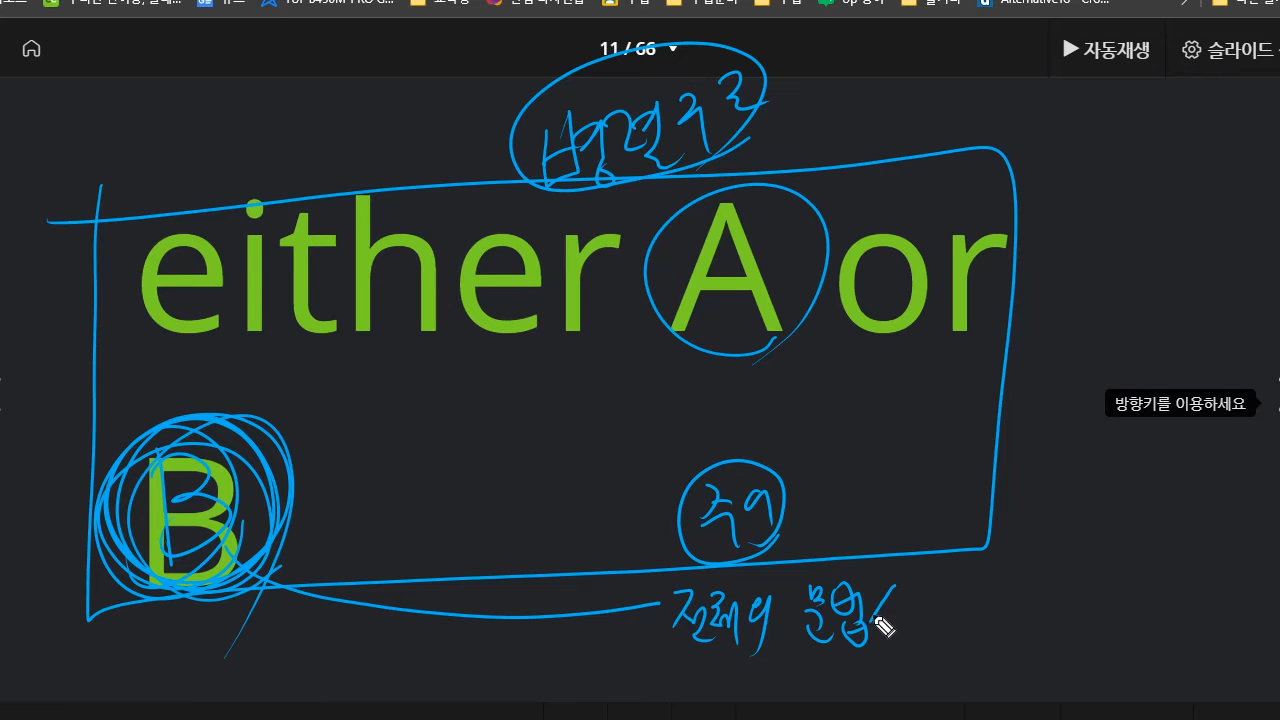 11 / 66
자동재생
슬라이드
병렬구조
either A or
방향키를 이용하세요
B
주어
전체의 문법